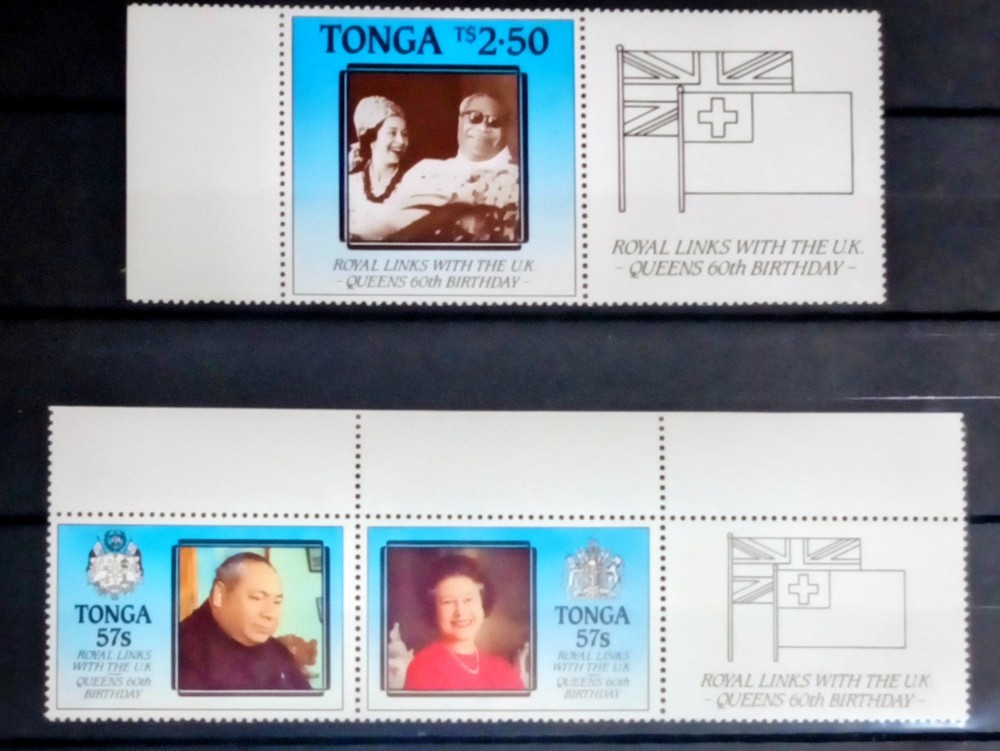 TONGA T$2·50
ROYAL LINKS WITH THE U.K.
- QUEENS 60th BIRTHDAY -
ROYAL LINKS WITH THE U.K.
- QUEENS 60th BIRTHDAY -
TONGA
57s
ROYAL LINKS
WITH THE U.K
QUEENS 60th
BIRTHDAY
TONGA
57s
ROYAL LINKS
WITH THE U.K
QUEENS 60th
BIRTHDAY
ROYAL LINKS WITH THE U.K.
- QUEENS 60th BIRTHDAY -